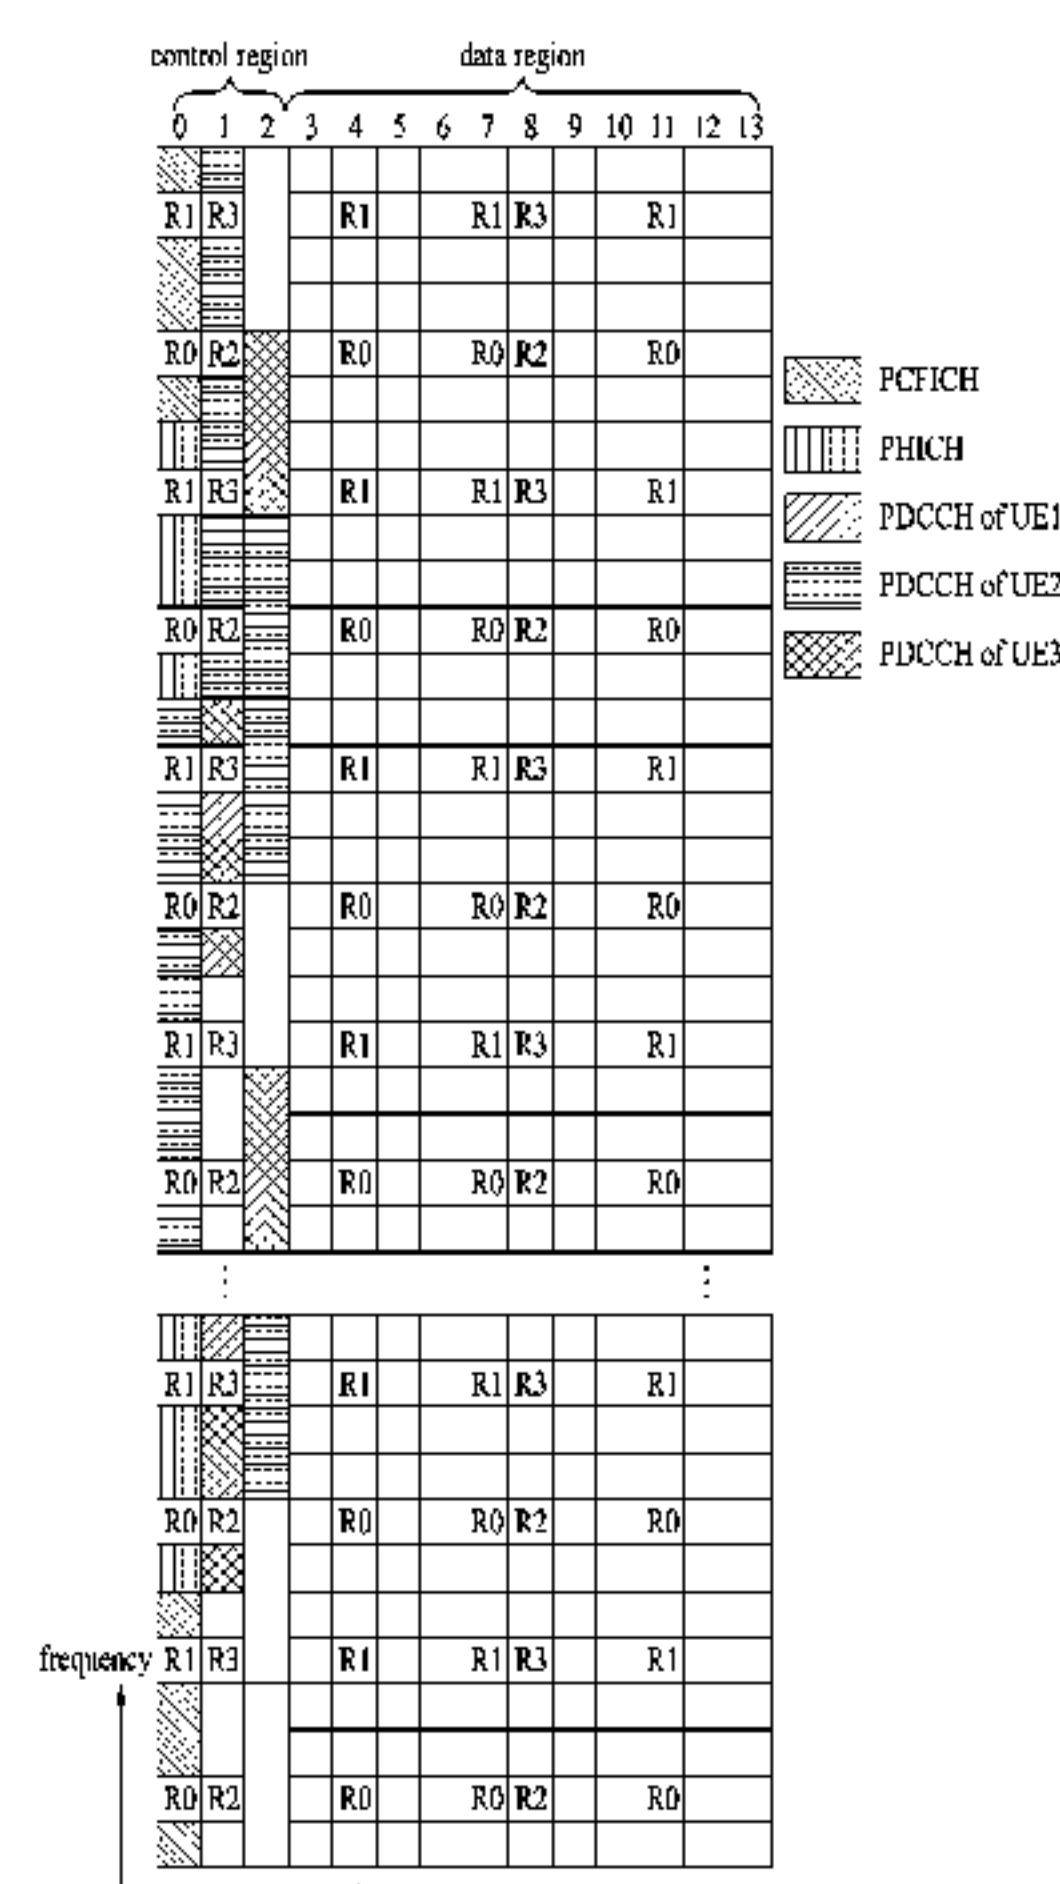 control region data region
0 1 2 3 4 5 6 7 8 9 10 11 12 13
R1 R3 R1 R1 R3 R1
R0 R2 R0 R0 R2 R0
PCFICH
PHICH
R1 R3 R1 R1 R3 R1
PDCCH of UE1
PDCCH of UE2
R0 R2 R0 R0 R2 R0
PDCCH of UE3
R1 R3 R1 R1 R3 R1
R0 R2 R0 R0 R2 R0
R1 R3 R1 R1 R3 R1
R0 R2 R0 R0 R2 R0
R1 R3 R1 R1 R3 R1
R0 R2 R0 R0 R2 R0
frequency R1 R3 R1 R1 R3 R1
R0 R2 R0 R0 R2 R0